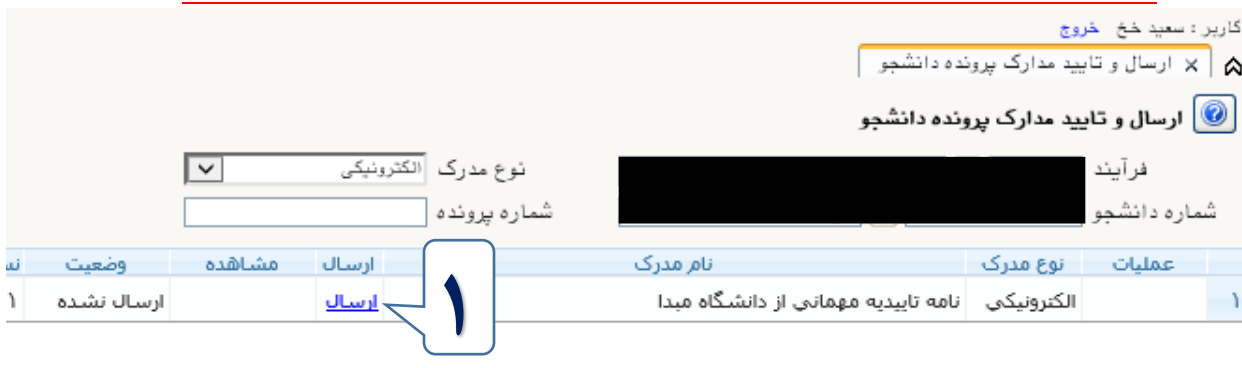 کاربر : سعید خخ خروج
ارسال و تایید مدارک پرونده دانشجو ×
ارسال و تایید مدارک پرونده دانشجو
فرآیند نوع مدرک الکترونیکی
شماره دانشجو شماره پرونده
عملیات نوع مدرک نام مدرک ارسال مشاهده وضعیت
۱ الکترونیکی نامه تاییدیه مهمانی از دانشگاه مبدا ارسال ارسال نشده ۱
۱